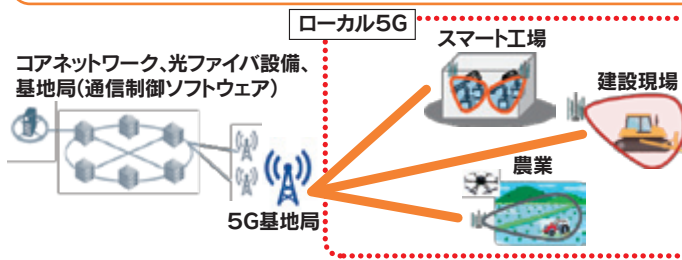 ローカル5G
スマート工場
コアネットワーク、光ファイバ設備、
基地局(通信制御ソフトウェア)
建設現場
農業
5G基地局